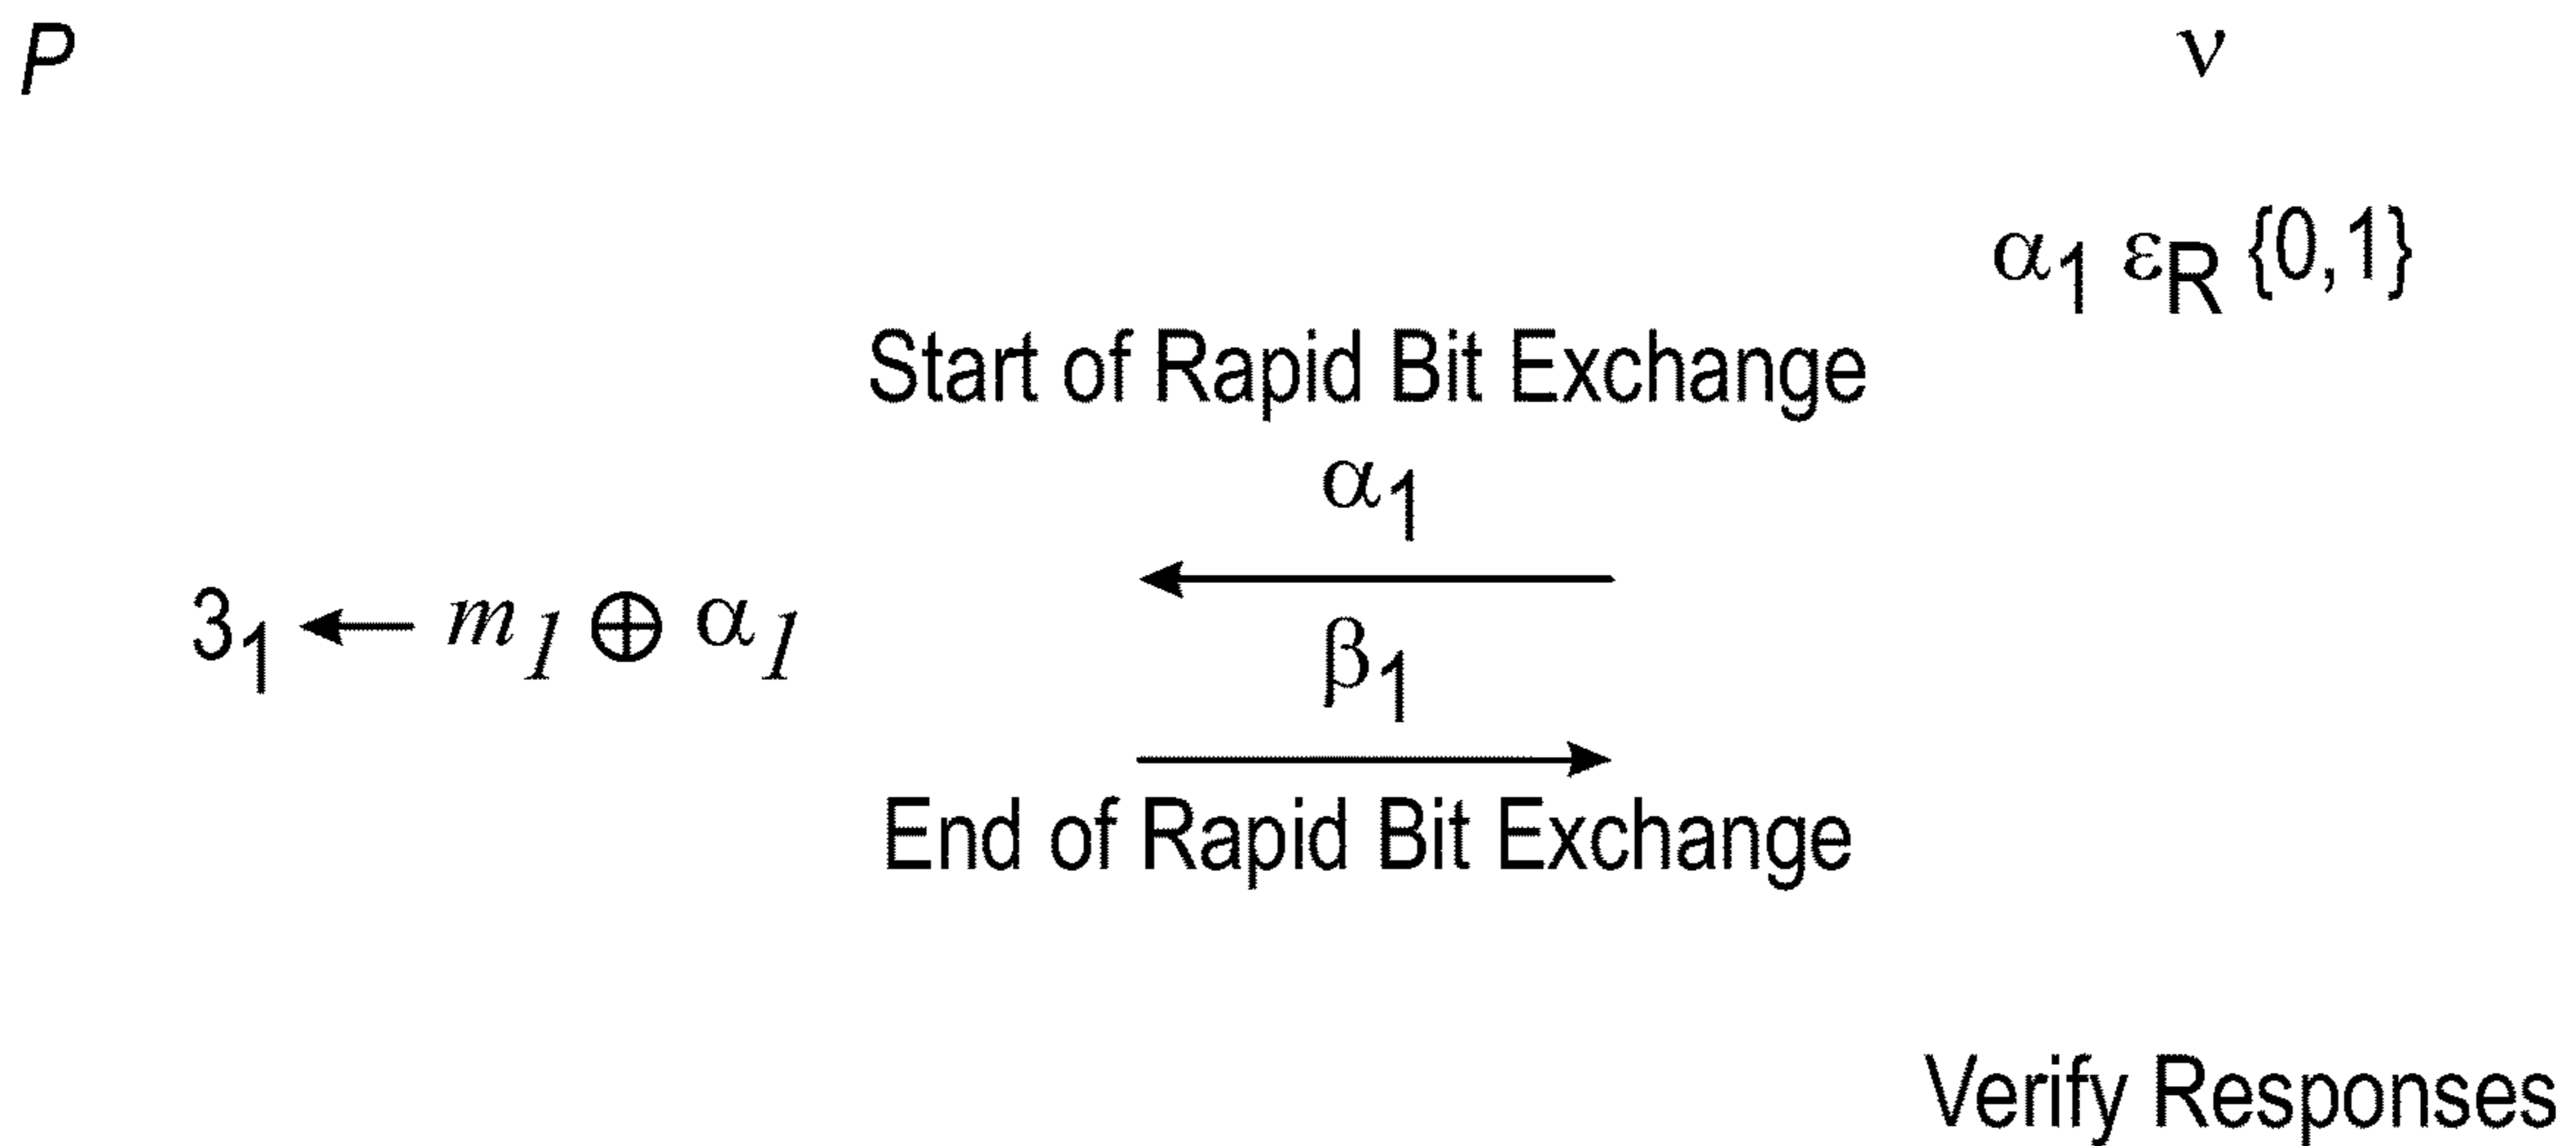 P ν
α₁ ε_R {0,1}
Start of Rapid Bit Exchange
α₁
3₁ ← m₁ ⊕ α₁
β₁
End of Rapid Bit Exchange
Verify Responses